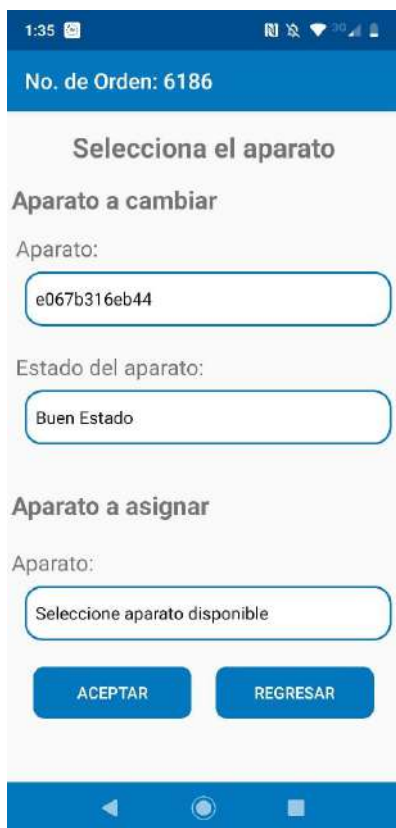 1:35
3G
No. de Orden: 6186
Selecciona el aparato
Aparato a cambiar
Aparato:
e067b316eb44
Estado del aparato:
Buen Estado
Aparato a asignar
Aparato:
Seleccione aparato disponible
ACEPTAR
REGRESAR